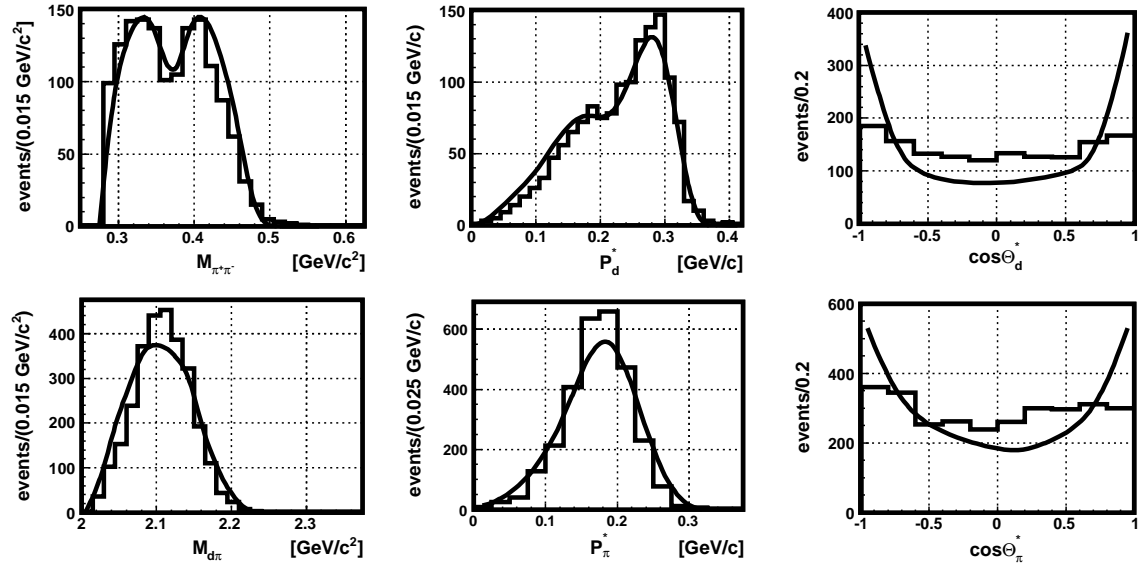 events/(0.015 GeV/c²)
150
100
50
0
0.3 0.4 0.5 0.6
M_π⁺π⁻ [GeV/c²]
events/(0.015 GeV/c)
150
100
50
0
0 0.1 0.2 0.3 0.4
P*_d [GeV/c]
events/0.2
400
300
200
100
0
-1 -0.5 0 0.5 1
cosΘ*_d
events/(0.015 GeV/c²)
400
300
200
100
0
2 2.1 2.2 2.3
M_dπ [GeV/c²]
events/(0.025 GeV/c)
600
400
200
0
0 0.1 0.2 0.3
P*_π [GeV/c]
events/0.2
600
400
200
0
-1 -0.5 0 0.5 1
cosΘ*_π